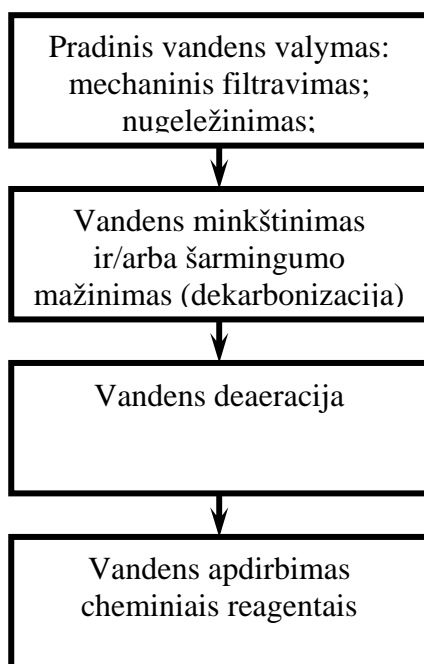 Pradinis vandens valymas:
mechaninis filtravimas;
nugeležinimas;
Vandens minkštinimas
ir/arba šarmingumo
mažinimas (dekarbonizacija)
Vandens deaeracija
Vandens apdirbimas
cheminiais reagentais